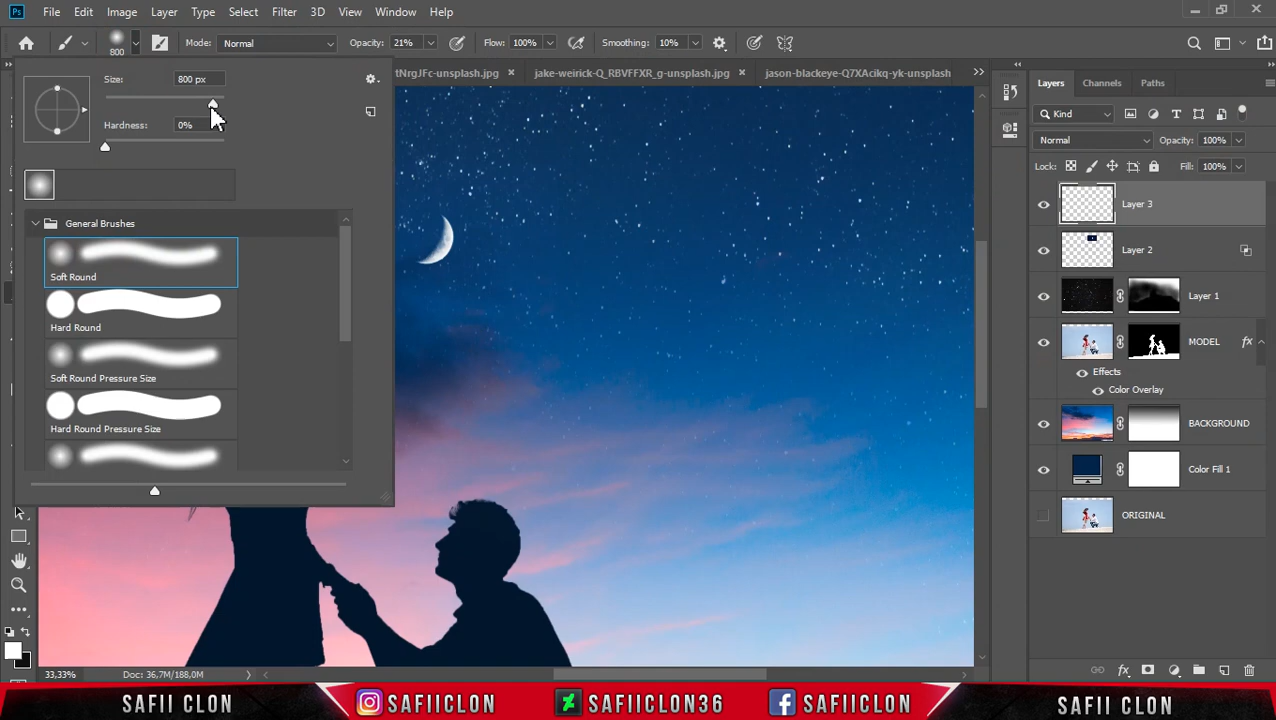 Ps File Edit Image Layer Type Select Filter 3D View Window Help
800 Mode: Normal Opacity: 21% Flow: 100% Smoothing: 10%
Size: 800 px
Hardness: 0%
General Brushes
Soft Round
Hard Round
Soft Round Pressure Size
Hard Round Pressure Size
tNrgJFc-unsplash.jpg × jake-weirick-Q_RBVFFXR_g-unsplash.jpg × jason-blackeye-Q7XAcikq-yk-unsplash
Layers Channels Paths
Kind
Normal Opacity: 100%
Lock: Fill: 100%
Layer 3
Layer 2
Layer 1
MODEL fx
Effects
Color Overlay
BACKGROUND
Color Fill 1
ORIGINAL
fx
33,33% Doc: 36,7M/188,0M
SAFII CLON SAFIICLON SAFIICLON36 SAFIICLON SAFII CLON